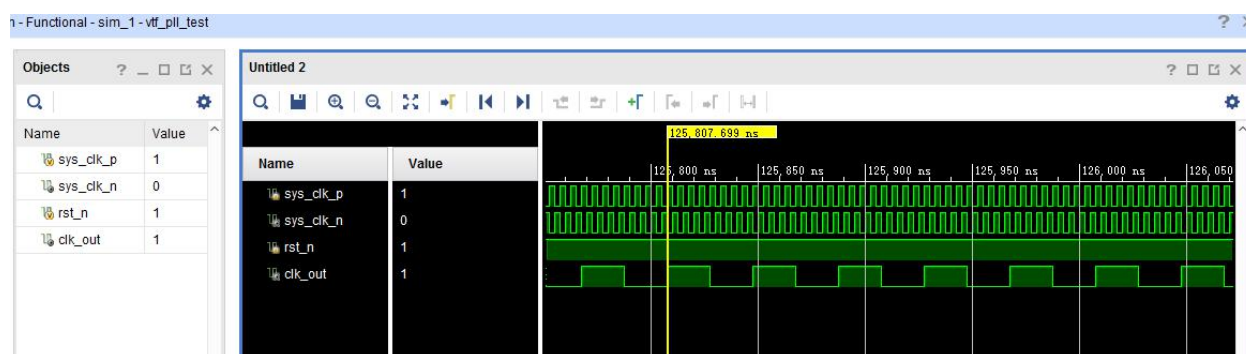 n - Functional - sim_1 - vtf_pll_test
?
Objects
?
Name Value
sys_clk_p 1
sys_clk_n 0
rst_n 1
clk_out 1
Untitled 2
?
125,807.699 ns
Name Value
125,800 ns 125,850 ns 125,900 ns 125,950 ns 126,000 ns 126,050
sys_clk_p 1
sys_clk_n 0
rst_n 1
clk_out 1